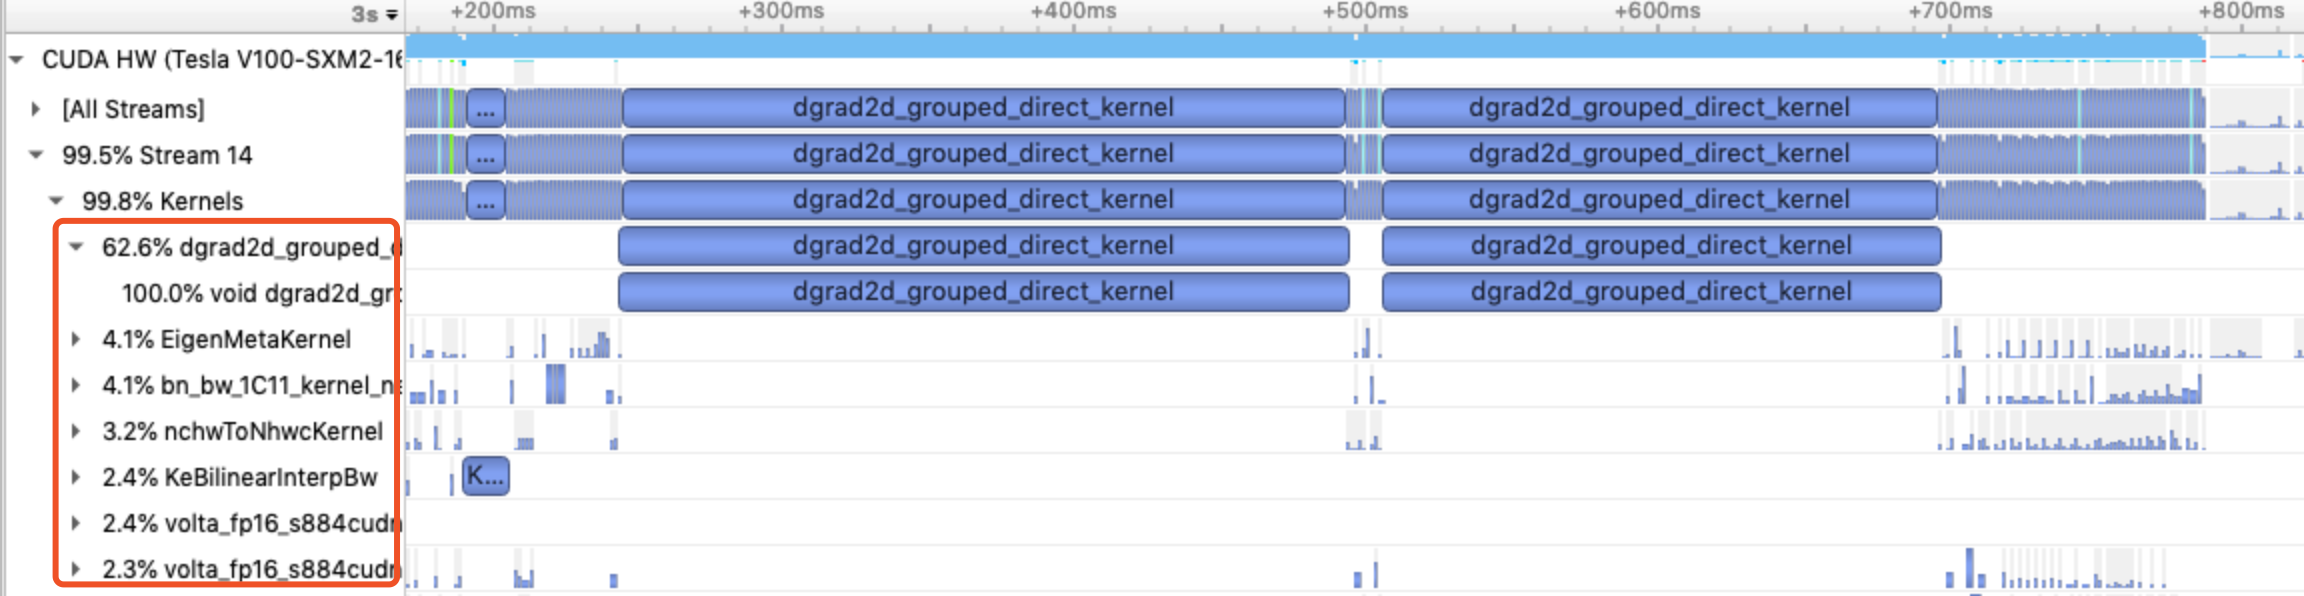 3s +200ms +300ms +400ms +500ms +600ms +700ms +800ms
CUDA HW (Tesla V100-SXM2-16
[All Streams] ... dgrad2d_grouped_direct_kernel dgrad2d_grouped_direct_kernel
99.5% Stream 14 ... dgrad2d_grouped_direct_kernel dgrad2d_grouped_direct_kernel
99.8% Kernels ... dgrad2d_grouped_direct_kernel dgrad2d_grouped_direct_kernel
62.6% dgrad2d_grouped_d dgrad2d_grouped_direct_kernel dgrad2d_grouped_direct_kernel
100.0% void dgrad2d_gr dgrad2d_grouped_direct_kernel dgrad2d_grouped_direct_kernel
4.1% EigenMetaKernel
4.1% bn_bw_1C11_kernel_ne
3.2% nchwToNhwcKernel
2.4% KeBilinearInterpBw K...
2.4% volta_fp16_s884cudn
2.3% volta_fp16_s884cudn